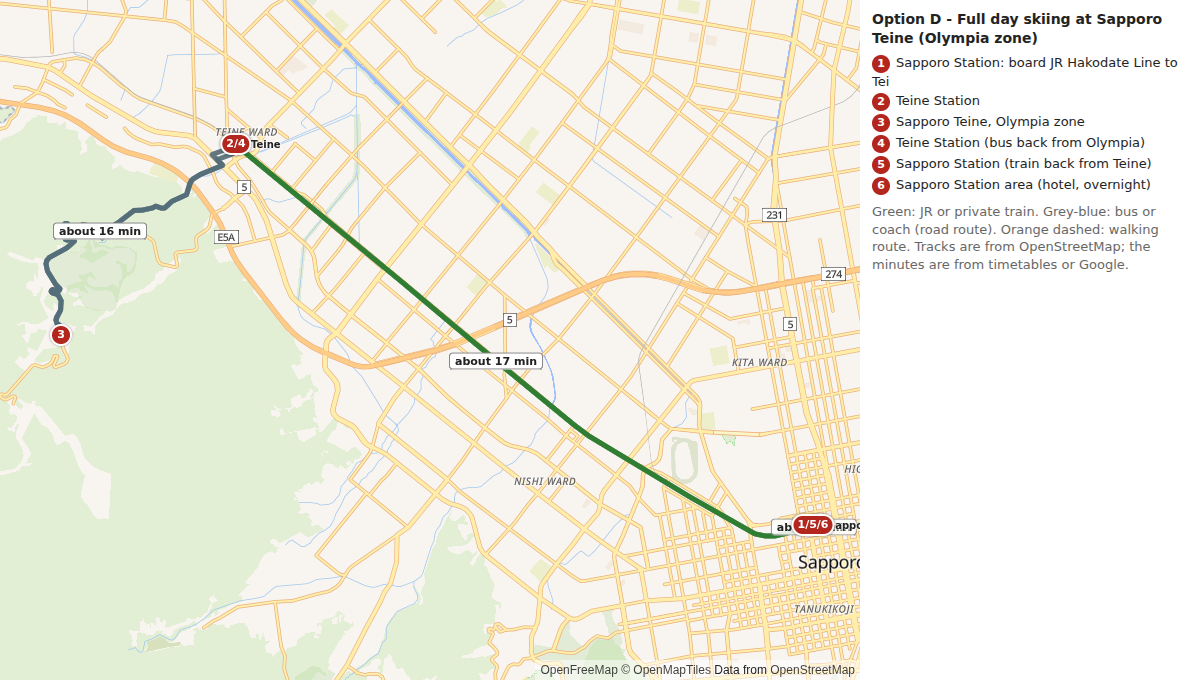 Option D - Full day skiing at Sapporo
Teine (Olympia zone)
1 Sapporo Station: board JR Hakodate Line to
Tei
2 Teine Station
3 Sapporo Teine, Olympia zone
4 Teine Station (bus back from Olympia)
5 Sapporo Station (train back from Teine)
6 Sapporo Station area (hotel, overnight)
Green: JR or private train. Grey-blue: bus or
coach (road route). Orange dashed: walking
route. Tracks are from OpenStreetMap; the
minutes are from timetables or Google.
TEINE WARD
2/4 Teine
5
231
about 16 min
E5A
274
5
5
3
about 17 min
KITA WARD
NISHI WARD
1/5/6
Sapporo
TANUKIKOJI
OpenFreeMap © OpenMapTiles Data from OpenStreetMap